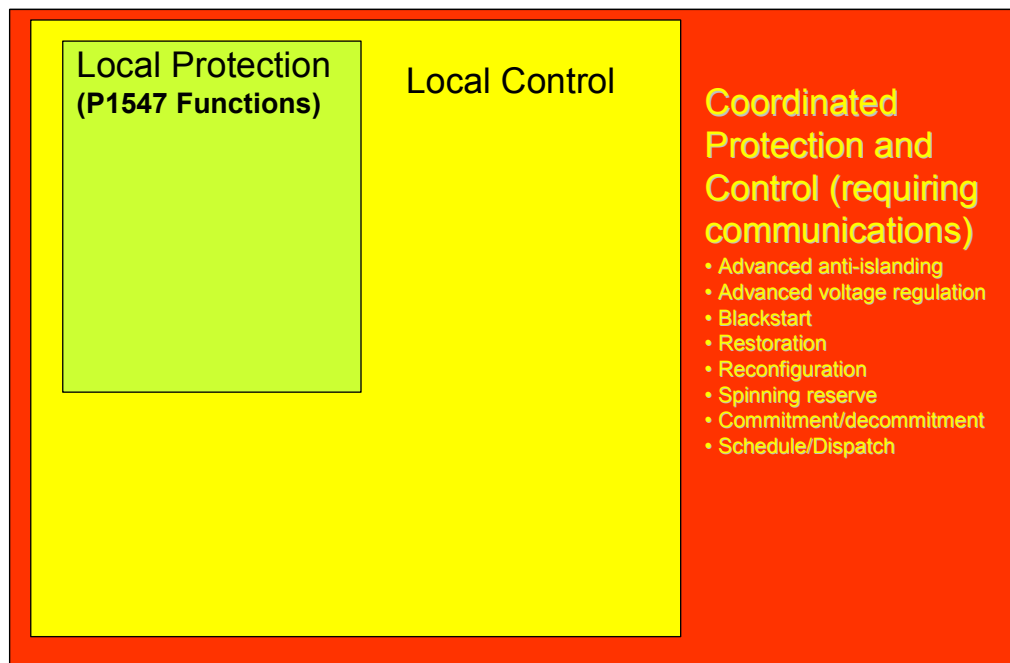 Local Protection
(P1547 Functions)
Local Control
Coordinated
Protection and
Control (requiring
communications)
• Advanced anti-islanding
• Advanced voltage regulation
• Blackstart
• Restoration
• Reconfiguration
• Spinning reserve
• Commitment/decommitment
• Schedule/Dispatch